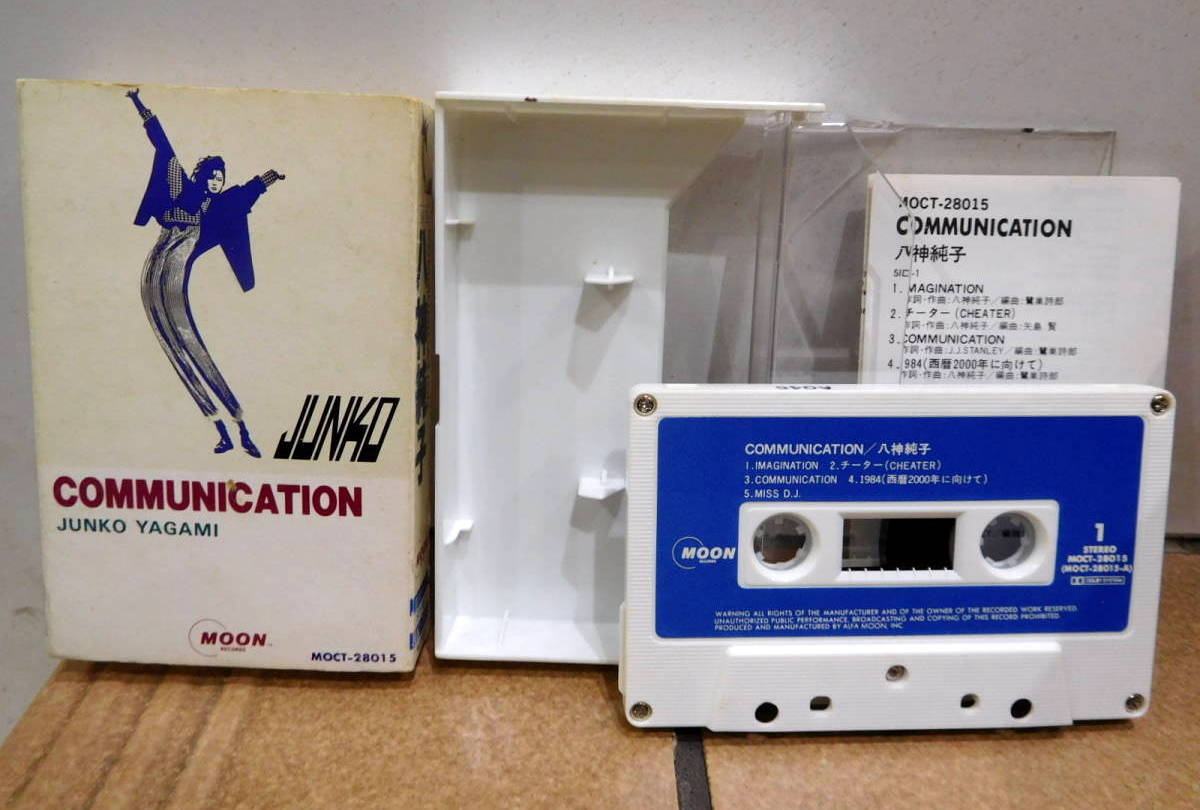 JUNKO
COMMUNICATION
JUNKO YAGAMI
MOON
RECORDS
MOCT-28015
MOCT-28015
COMMUNICATION
八神純子
1. IMAGINATION
作詞・作曲:八神純子/編曲:鷺巣詩郎
2. チーター(CHEATER)
作詞・作曲:八神純子/編曲:矢島 賢
3. COMMUNICATION
作詞・作曲:J.J.STANLEY/編曲:鷺巣詩郎
4. 1984(西暦2000年に向けて)
作詞・作曲:八神純子/編曲:鷺巣詩郎
COMMUNICATION/八神純子
1. IMAGINATION 2. チーター(CHEATER)
3. COMMUNICATION 4. 1984(西暦2000年に向けて)
5. MISS D.J.
MOON
RECORDS
1
STEREO
MOCT-28015
(MOCT-28015-A)
DOLBY SYSTEM
WARNING ALL RIGHTS OF THE MANUFACTURER AND OF THE OWNER OF THE RECORDED WORK RESERVED.
UNAUTHORIZED PUBLIC PERFORMANCE, BROADCASTING AND COPYING OF THIS RECORD PROHIBITED.
PRODUCED AND MANUFACTURED BY ALFA MOON, INC